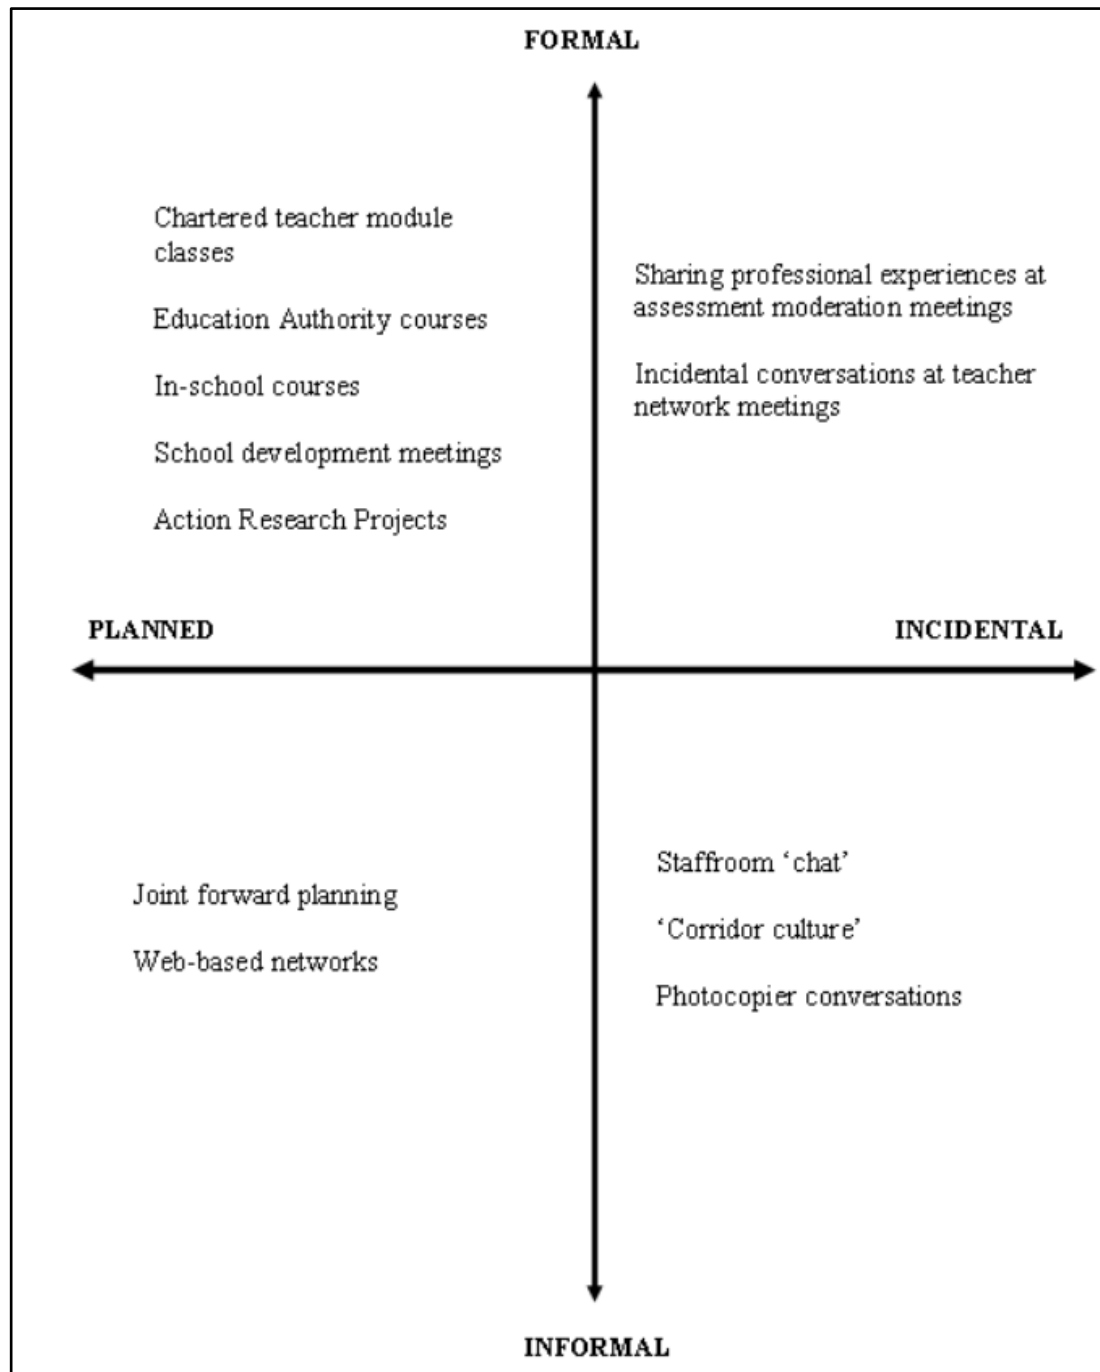 FORMAL
Chartered teacher module
classes
Education Authority courses
In-school courses
School development meetings
Action Research Projects
Sharing professional experiences at
assessment moderation meetings
Incidental conversations at teacher
network meetings
PLANNED
INCIDENTAL
Joint forward planning
Web-based networks
Staffroom ‘chat’
‘Corridor culture’
Photocopier conversations
INFORMAL